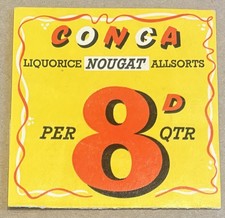 CONGA
LIQUORICE NOUGAT ALLSORTS
PER 8D QTR